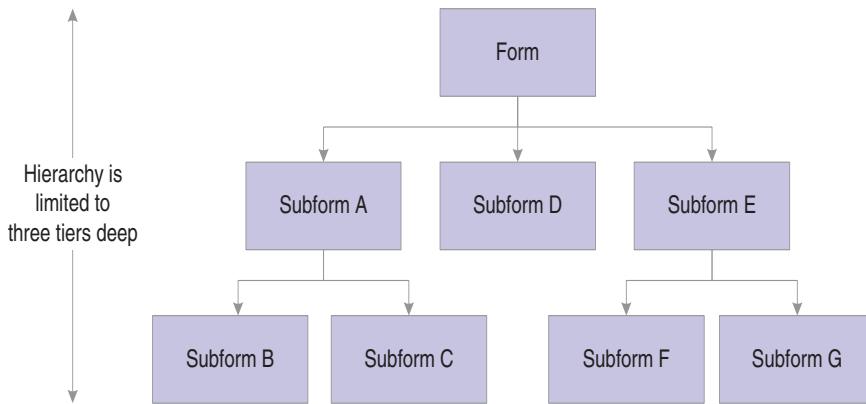 Form
Hierarchy is
limited to
three tiers deep
Subform A
Subform D
Subform E
Subform B
Subform C
Subform F
Subform G